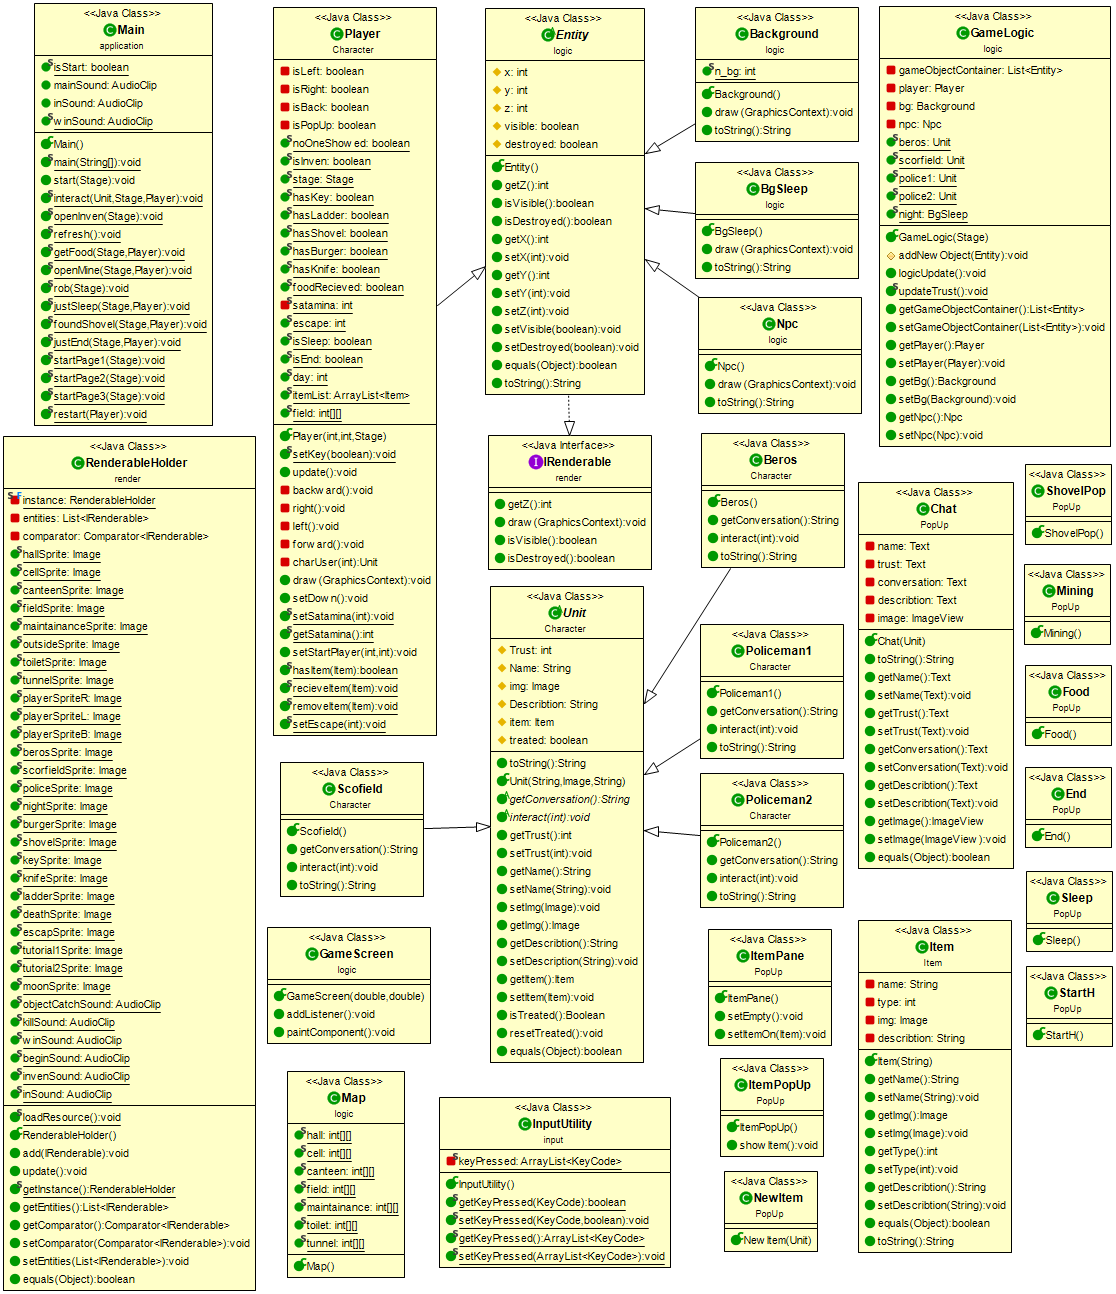 <<Java Class>>
Main
application
isStart: boolean
mainSound: AudioClip
inSound: AudioClip
winSound: AudioClip
Main()
main(String[]):void
start(Stage):void
interact(Unit,Stage,Player):void
openInven(Stage):void
refresh():void
getFood(Stage,Player):void
openMine(Stage,Player):void
rob(Stage):void
justSleep(Stage,Player):void
foundShovel(Stage,Player):void
justEnd(Stage,Player):void
startPage1(Stage):void
startPage2(Stage):void
startPage3(Stage):void
restart(Player):void
<<Java Class>>
Player
Character
isLeft: boolean
isRight: boolean
isBack: boolean
isPopUp: boolean
noOneShowed: boolean
isInven: boolean
stage: Stage
hasKey: boolean
hasLadder: boolean
hasShovel: boolean
hasBurger: boolean
hasKnife: boolean
foodRecieved: boolean
satamina: int
escape: int
isSleep: boolean
isEnd: boolean
day: int
itemList: ArrayList<Item>
field: int[][]
Player(int,int,Stage)
setKey(boolean):void
update():void
backward():void
right():void
left():void
forward():void
charUser(int):Unit
draw(GraphicsContext):void
setDown():void
setSatamina(int):void
getSatamina():int
setStartPlayer(int,int):void
hasItem(Item):boolean
recieveItem(Item):void
removeItem(Item):void
setEscape(int):void
<<Java Class>>
Entity
logic
x: int
y: int
z: int
visible: boolean
destroyed: boolean
Entity()
getZ():int
isVisible():boolean
isDestroyed():boolean
getX():int
setX(int):void
getY():int
setY(int):void
setZ(int):void
setVisible(boolean):void
setDestroyed(boolean):void
equals(Object):boolean
toString():String
<<Java Class>>
Background
logic
n_bg: int
Background()
draw(GraphicsContext):void
toString():String
<<Java Class>>
BgSleep
logic
BgSleep()
draw(GraphicsContext):void
toString():String
<<Java Class>>
Npc
logic
Npc()
draw(GraphicsContext):void
toString():String
<<Java Class>>
GameLogic
logic
gameObjectContainer: List<Entity>
player: Player
bg: Background
npc: Npc
beros: Unit
scorfield: Unit
police1: Unit
police2: Unit
night: BgSleep
GameLogic(Stage)
addNewObject(Entity):void
logicUpdate():void
updateTrust():void
getGameObjectContainer():List<Entity>
setGameObjectContainer(List<Entity>):void
getPlayer():Player
setPlayer(Player):void
getBg():Background
setBg(Background):void
getNpc():Npc
setNpc(Npc):void
<<Java Class>>
RenderableHolder
render
instance: RenderableHolder
entities: List<IRenderable>
comparator: Comparator<IRenderable>
hallSprite: Image
cellSprite: Image
canteenSprite: Image
fieldSprite: Image
maintainanceSprite: Image
outsideSprite: Image
toiletSprite: Image
tunnelSprite: Image
playerSpriteR: Image
playerSpriteL: Image
playerSpriteB: Image
berosSprite: Image
scorfieldSprite: Image
policeSprite: Image
nightSprite: Image
burgerSprite: Image
shovelSprite: Image
keySprite: Image
knifeSprite: Image
ladderSprite: Image
deathSprite: Image
escapSprite: Image
tutorial1Sprite: Image
tutorial2Sprite: Image
moonSprite: Image
objectCatchSound: AudioClip
killSound: AudioClip
winSound: AudioClip
beginSound: AudioClip
invenSound: AudioClip
inSound: AudioClip
loadResource():void
RenderableHolder()
add(IRenderable):void
update():void
getInstance():RenderableHolder
getEntities():List<IRenderable>
getComparator():Comparator<IRenderable>
setComparator(Comparator<IRenderable>):void
setEntities(List<IRenderable>):void
equals(Object):boolean
<<Java Interface>>
IRenderable
render
getZ():int
draw(GraphicsContext):void
isVisible():boolean
isDestroyed():boolean
<<Java Class>>
Beros
Character
Beros()
getConversation():String
interact(int):void
toString():String
<<Java Class>>
Chat
PopUp
name: Text
trust: Text
conversation: Text
describtion: Text
image: ImageView
Chat(Unit)
toString():String
getName():Text
setName(Text):void
getTrust():Text
setTrust(Text):void
getConversation():Text
setConversation(Text):void
getDescribtion():Text
setDescribtion(Text):void
getImage():ImageView
setImage(ImageView):void
equals(Object):boolean
<<Java Class>>
ShovelPop
PopUp
ShovelPop()
<<Java Class>>
Mining
PopUp
Mining()
<<Java Class>>
Food
PopUp
Food()
<<Java Class>>
End
PopUp
End()
<<Java Class>>
Sleep
PopUp
Sleep()
<<Java Class>>
StartH
PopUp
StartH()
<<Java Class>>
Unit
Character
Trust: int
Name: String
img: Image
Describtion: String
item: Item
treated: boolean
toString():String
Unit(String,Image,String)
getConversation():String
interact(int):void
getTrust():int
setTrust(int):void
getName():String
setName(String):void
setImg(Image):void
getImg():Image
getDescribtion():String
setDescription(String):void
getItem():Item
setItem(Item):void
isTreated():Boolean
resetTreated():void
equals(Object):boolean
<<Java Class>>
Policeman1
Character
Policeman1()
getConversation():String
interact(int):void
toString():String
<<Java Class>>
Policeman2
Character
Policeman2()
getConversation():String
interact(int):void
toString():String
<<Java Class>>
Scofield
Character
Scofield()
getConversation():String
interact(int):void
toString():String
<<Java Class>>
GameScreen
logic
GameScreen(double,double)
addListener():void
paintComponent():void
<<Java Class>>
ItemPane
PopUp
ItemPane()
setEmpty():void
setItemOn(Item):void
<<Java Class>>
Item
Item
name: String
type: int
img: Image
describtion: String
Item(String)
getName():String
setName(String):void
getImg():Image
setImg(Image):void
getType():int
setType(int):void
getDescribtion():String
setDescribtion(String):void
equals(Object):boolean
toString():String
<<Java Class>>
Map
logic
hall: int[][]
cell: int[][]
canteen: int[][]
field: int[][]
maintainance: int[][]
toilet: int[][]
tunnel: int[][]
Map()
<<Java Class>>
InputUtility
input
keyPressed: ArrayList<KeyCode>
InputUtility()
getKeyPressed(KeyCode):boolean
setKeyPressed(KeyCode,boolean):void
getKeyPressed():ArrayList<KeyCode>
setKeyPressed(ArrayList<KeyCode>):void
<<Java Class>>
ItemPopUp
PopUp
ItemPopUp()
showItem():void
<<Java Class>>
NewItem
PopUp
NewItem(Unit)